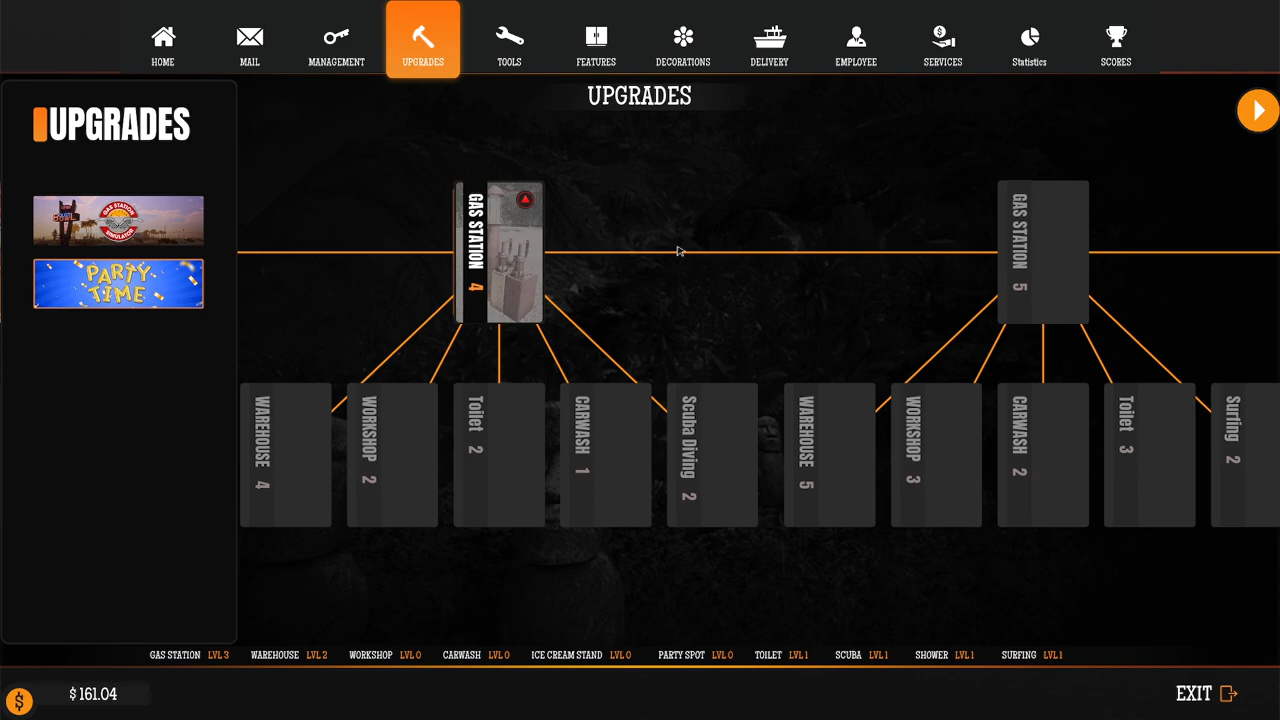 HOME
MAIL
MANAGEMENT
UPGRADES
TOOLS
FEATURES
DECORATIONS
DELIVERY
EMPLOYEE
SERVICES
Statistics
SCORES
UPGRADES
UPGRADES
GAS STATION SIMULATOR
PARTY TIME
GAS STATION 4
GAS STATION 5
WAREHOUSE 4
WORKSHOP 2
Toilet 2
CARWASH 1
Scuba Diving 2
WAREHOUSE 5
WORKSHOP 3
CARWASH 2
Toilet 3
Surfing 2
GAS STATION LVL 3 WAREHOUSE LVL 2 WORKSHOP LVL 0 CARWASH LVL 0 ICE CREAM STAND LVL 0 PARTY SPOT LVL 0 TOILET LVL 1 SCUBA LVL 1 SHOWER LVL 1 SURFING LVL 1
$ 161.04
EXIT